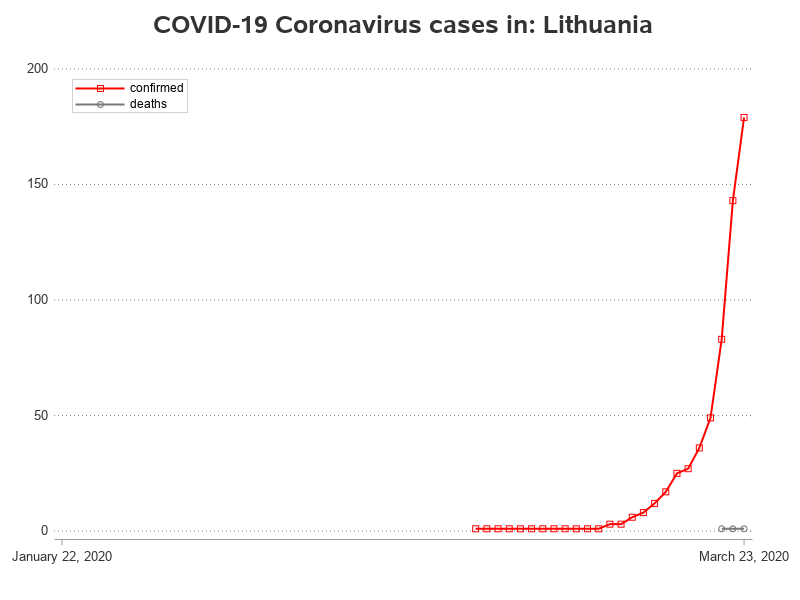 COVID-19 Coronavirus cases in: Lithuania
200
confirmed
deaths
150
100
50
0
January 22, 2020
March 23, 2020